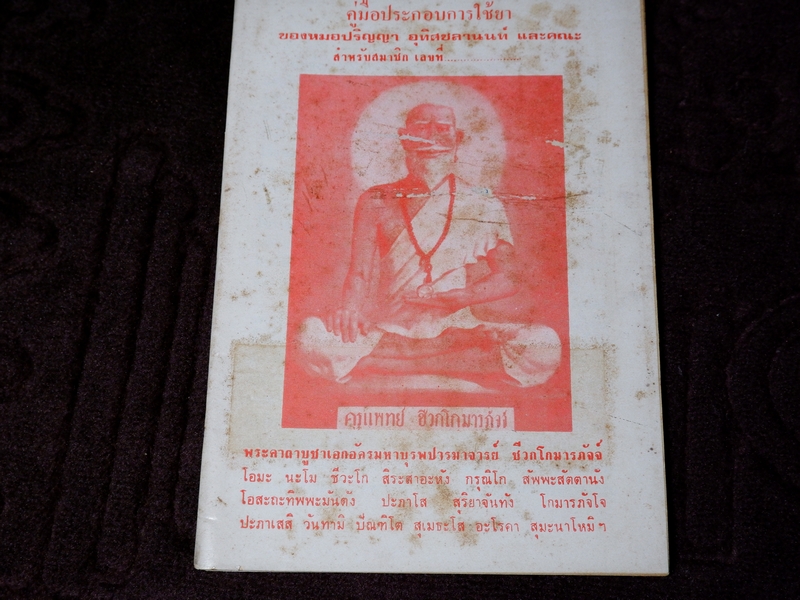 คู่มือประกอบการใช้ยา
ของหมอปริญญา อุทิศชลานนท์ และคณะ
สำหรับสมาชิก เลขที่......................
ครูแพทย์ ชีวกโกมารภัจจ์
พระคาถาบูชาเอกอัครมหาบุรพปารมาจารย์ ชีวกโกมารภัจจ์
โอมะ นะโม ชีวะโก สิระสาอะหัง กรุณิโก สัพพะสัตตานัง
โอสะถะทิพพะมันตัง ปะภาโส สุริยาจันทัง โกมารภัจโจ
ปะภาเสสิ วันทามิ บัณฑิโต สุเมธะโส อะโรคา สุมะนาโหมิฯ